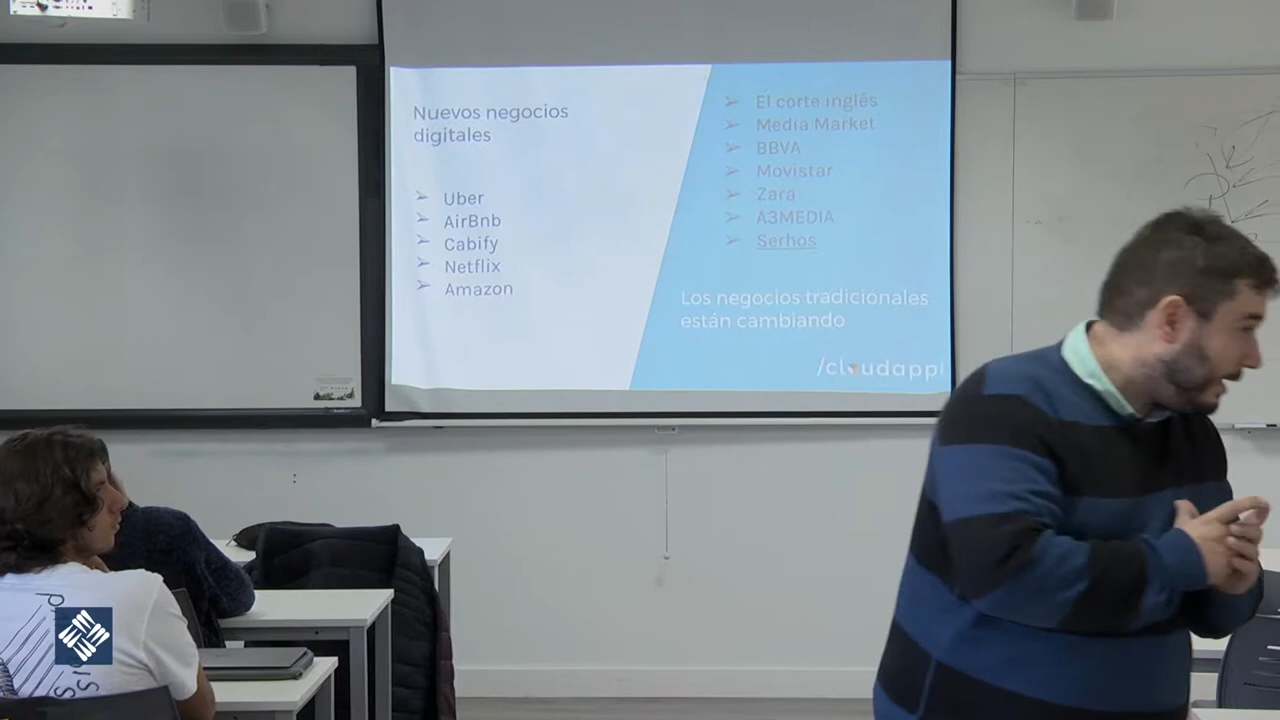 Nuevos negocios
digitales
➢ Uber
➢ AirBnb
➢ Cabify
➢ Netflix
➢ Amazon
➢ El corte inglés
➢ Media Market
➢ BBVA
➢ Movistar
➢ Zara
➢ A3MEDIA
➢ Serhos
Los negocios tradicionales
están cambiando
/cloudappi